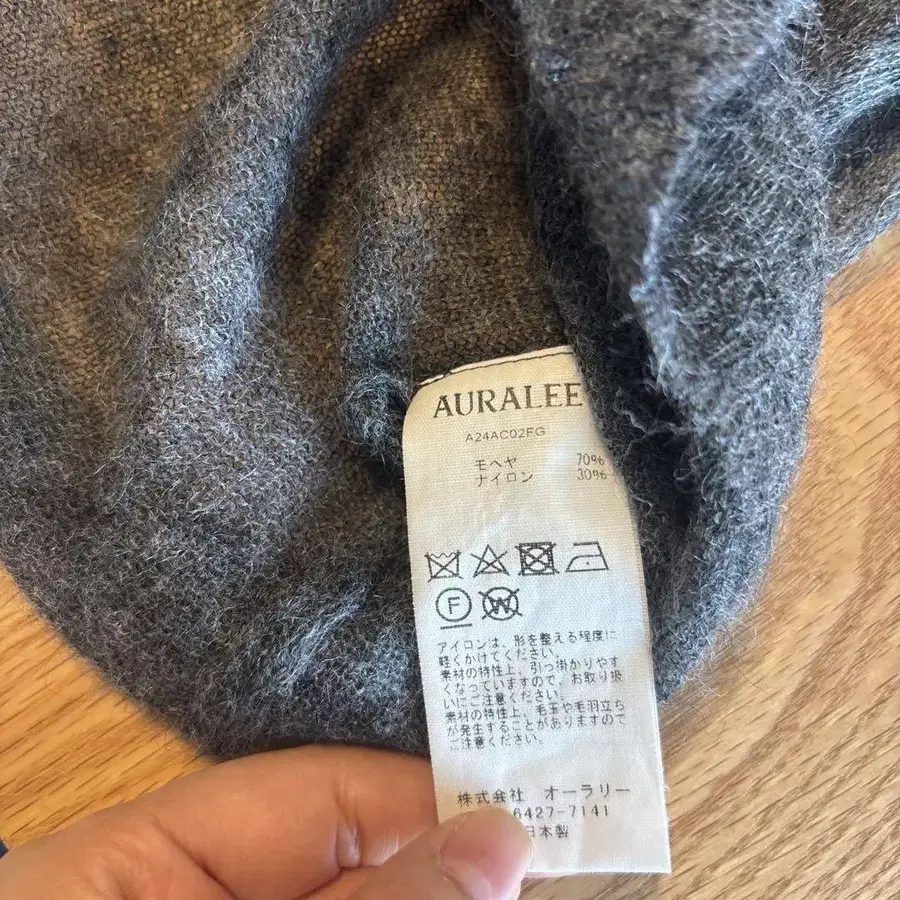 AURALEE
A24AC02FG
モヘヤ 70%
ナイロン 30%
F W
アイロンは、形を整える程度に
軽くかけてください。
素材の特性上、引っ掛かりやす
くなっていますので、お取り扱
いにご注意ください。
素材の特性上、毛玉や毛羽立ち
が発生することがありますので
ご注意ください。
株式会社 オーラリー
6427-7141
日本製